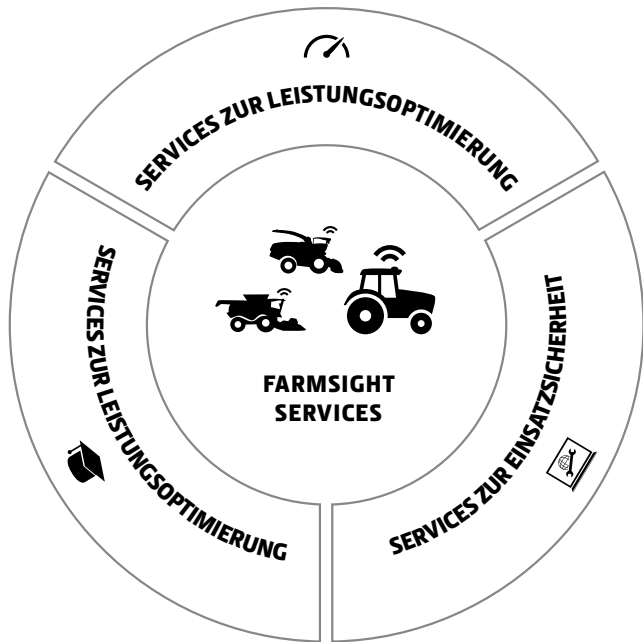 SERVICES ZUR LEISTUNGSOPTIMIERUNG
SERVICES ZUR LEISTUNGSOPTIMIERUNG
SERVICES ZUR EINSATZSICHERHEIT
FARMSIGHT
SERVICES